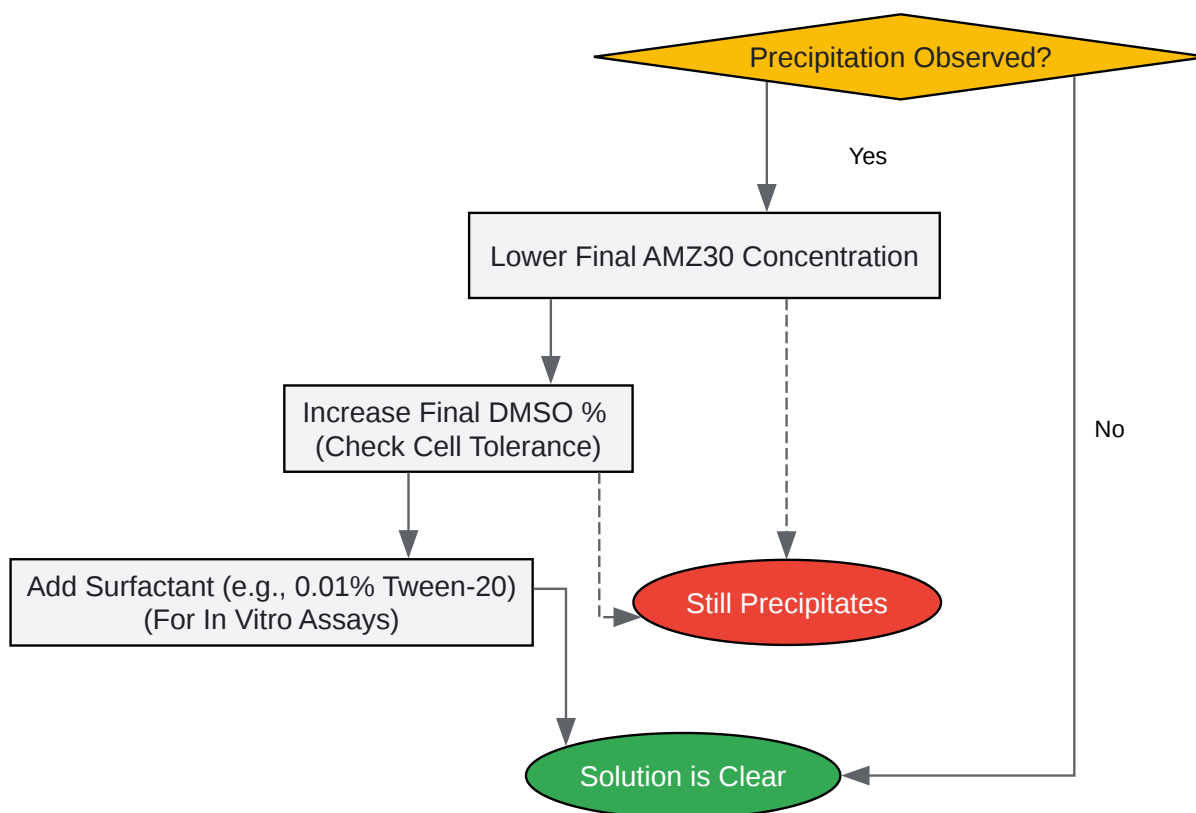 Precipitation Observed?
Yes
Lower Final AMZ30 Concentration
Increase Final DMSO %
(Check Cell Tolerance)
No
Add Surfactant (e.g., 0.01% Tween-20)
(For In Vitro Assays)
Still Precipitates
Solution is Clear